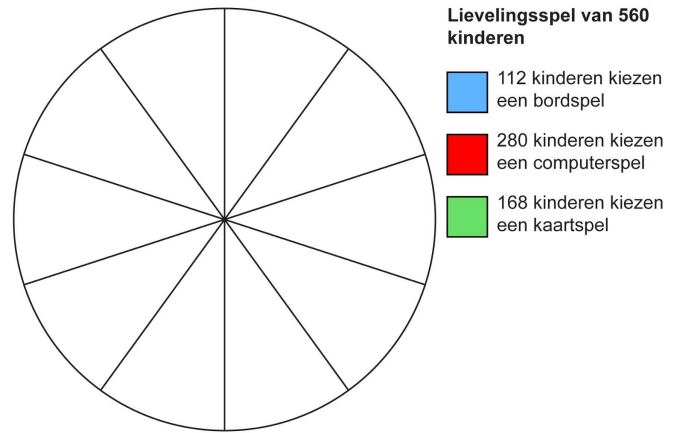 Lievelingsspel van 560
kinderen
112 kinderen kiezen
een bordspel
280 kinderen kiezen
een computerspel
168 kinderen kiezen
een kaartspel